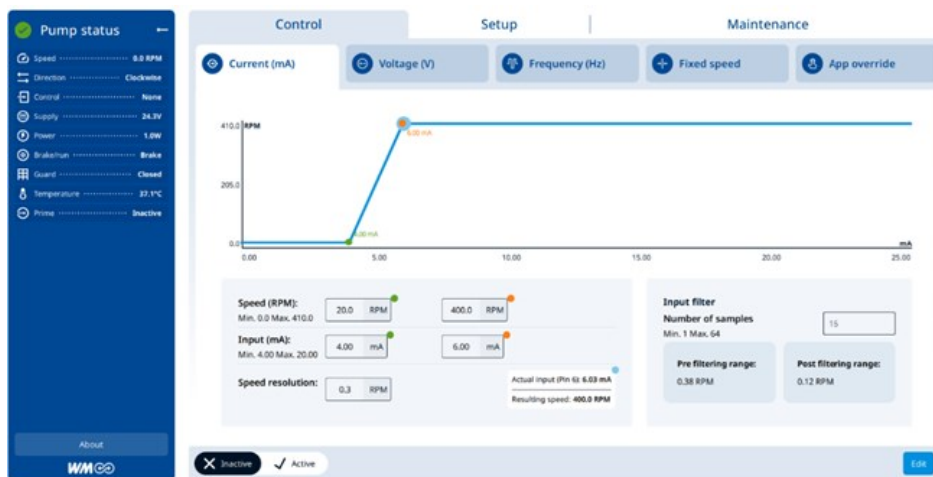 Pump status
Speed 0.0 RPM
Direction Clockwise
Control None
Supply 24.3V
Power 1.0W
Brake/run Brake
Guard Closed
Temperature 37.1°C
Prime Inactive
About
WM
Control Setup Maintenance
Current (mA) Voltage (V) Frequency (Hz) Fixed speed App override
410.0 RPM
6.00 mA
205.0
4.00 mA
0.0
mA
0.00 5.00 10.00 15.00 20.00 25.00
Speed (RPM):
Min. 0.0 Max. 410.0
20.0 RPM 400.0 RPM
Input (mA):
Min. 4.00 Max. 20.00
4.00 mA 6.00 mA
Speed resolution: 0.3 RPM
Actual input (Pin 6): 6.03 mA
Resulting speed: 400.0 RPM
Input filter
Number of samples
Min. 1 Max. 64
15
Pre filtering range:
0.38 RPM
Post filtering range:
0.12 RPM
Inactive Active
Edit